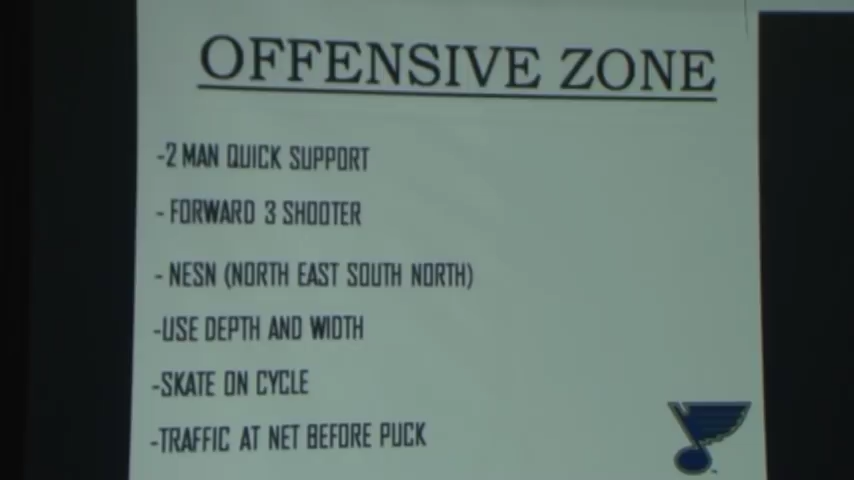 OFFENSIVE ZONE
-2 MAN QUICK SUPPORT
- FORWARD 3 SHOOTER
- NESN (NORTH EAST SOUTH NORTH)
-USE DEPTH AND WIDTH
-SKATE ON CYCLE
-TRAFFIC AT NET BEFORE PUCK